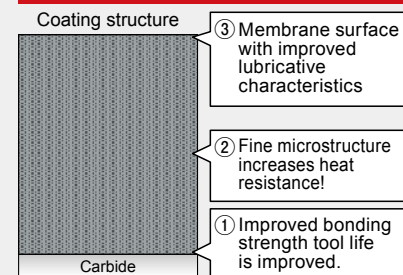 Coating structure
③ Membrane surface
with improved
lubricative
characteristics
② Fine microstructure
increases heat
resistance!
① Improved bonding
strength tool life
is improved.
Carbide